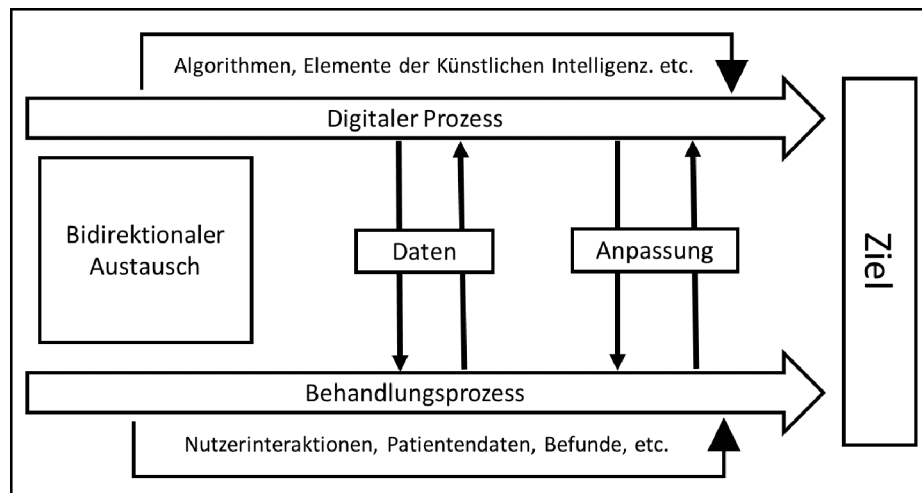 Algorithmen, Elemente der Künstlichen Intelligenz. etc.
Digitaler Prozess
Bidirektionaler
Austausch
Daten
Anpassung
Ziel
Behandlungsprozess
Nutzerinteraktionen, Patientendaten, Befunde, etc.